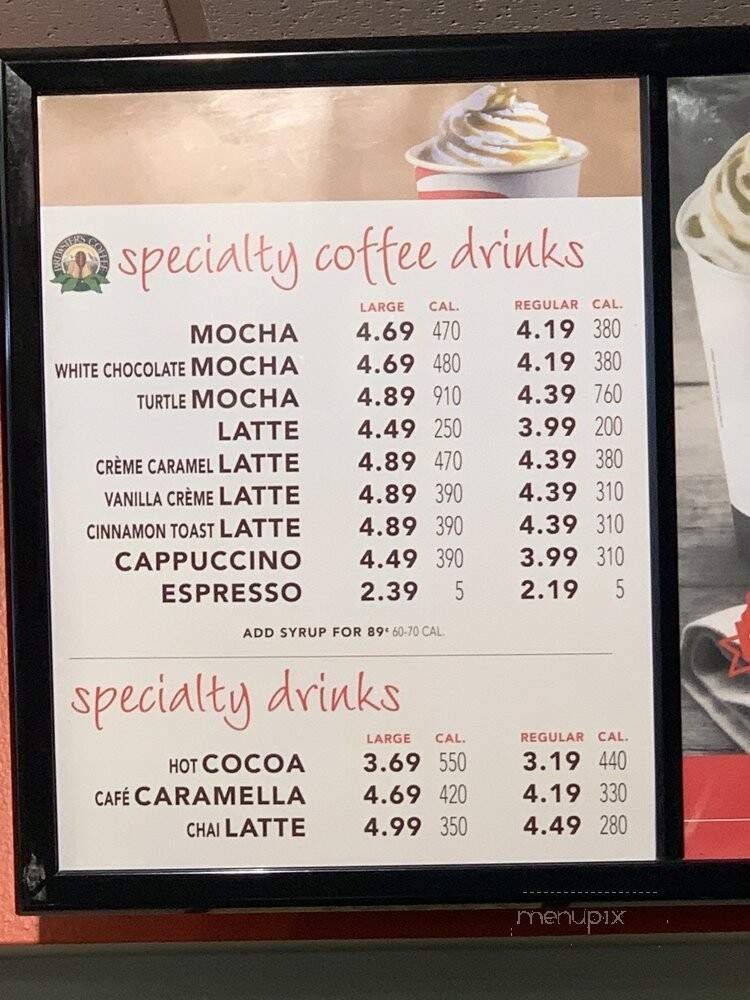 BREWSTERS COFFEE
specialty coffee drinks
LARGE CAL. REGULAR CAL.
MOCHA 4.69 470 4.19 380
WHITE CHOCOLATE MOCHA 4.69 480 4.19 380
TURTLE MOCHA 4.89 910 4.39 760
LATTE 4.49 250 3.99 200
CRÈME CARAMEL LATTE 4.89 470 4.39 380
VANILLA CRÈME LATTE 4.89 390 4.39 310
CINNAMON TOAST LATTE 4.89 390 4.39 310
CAPPUCCINO 4.49 390 3.99 310
ESPRESSO 2.39 5 2.19 5
ADD SYRUP FOR 89¢ 60-70 CAL.
specialty drinks
LARGE CAL. REGULAR CAL.
HOT COCOA 3.69 550 3.19 440
CAFÉ CARAMELLA 4.69 420 4.19 330
CHAI LATTE 4.99 350 4.49 280
menupix